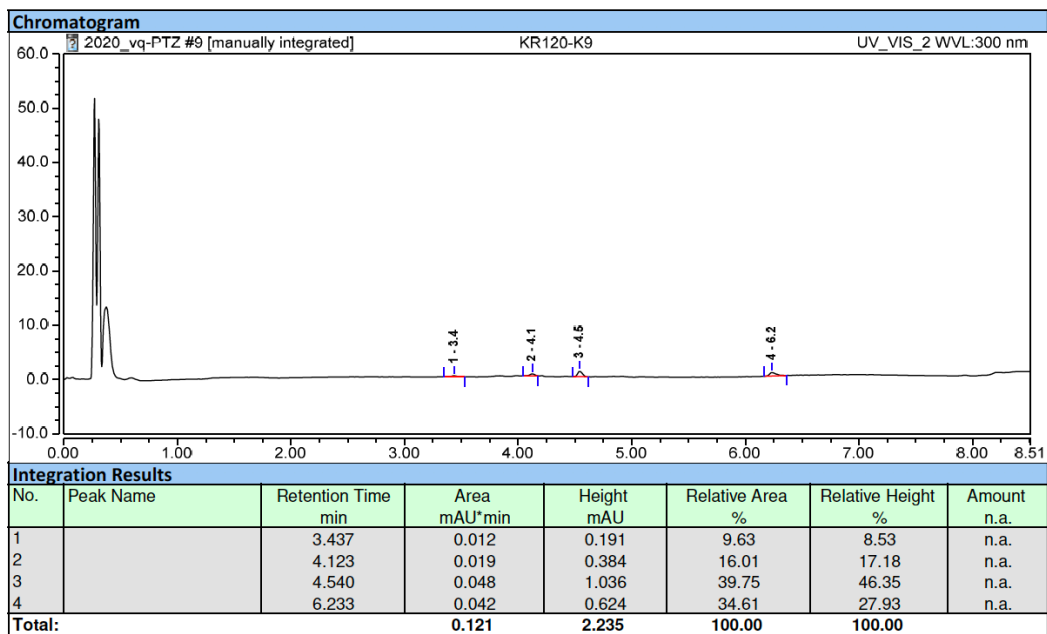 Chromatogram
2020_vq-PTZ #9 [manually integrated] KR120-K9 UV_VIS_2 WVL:300 nm
60.0
50.0
40.0
30.0
20.0
10.0
0.0
-10.0
1 - 3.4
2 - 4.1
3 - 4.5
4 - 6.2
0.00 1.00 2.00 3.00 4.00 5.00 6.00 7.00 8.00 8.51
Integration Results
No. Peak Name Retention Time Area Height Relative Area Relative Height Amount
min mAU*min mAU % % n.a.
1 3.437 0.012 0.191 9.63 8.53 n.a.
2 4.123 0.019 0.384 16.01 17.18 n.a.
3 4.540 0.048 1.036 39.75 46.35 n.a.
4 6.233 0.042 0.624 34.61 27.93 n.a.
Total: 0.121 2.235 100.00 100.00